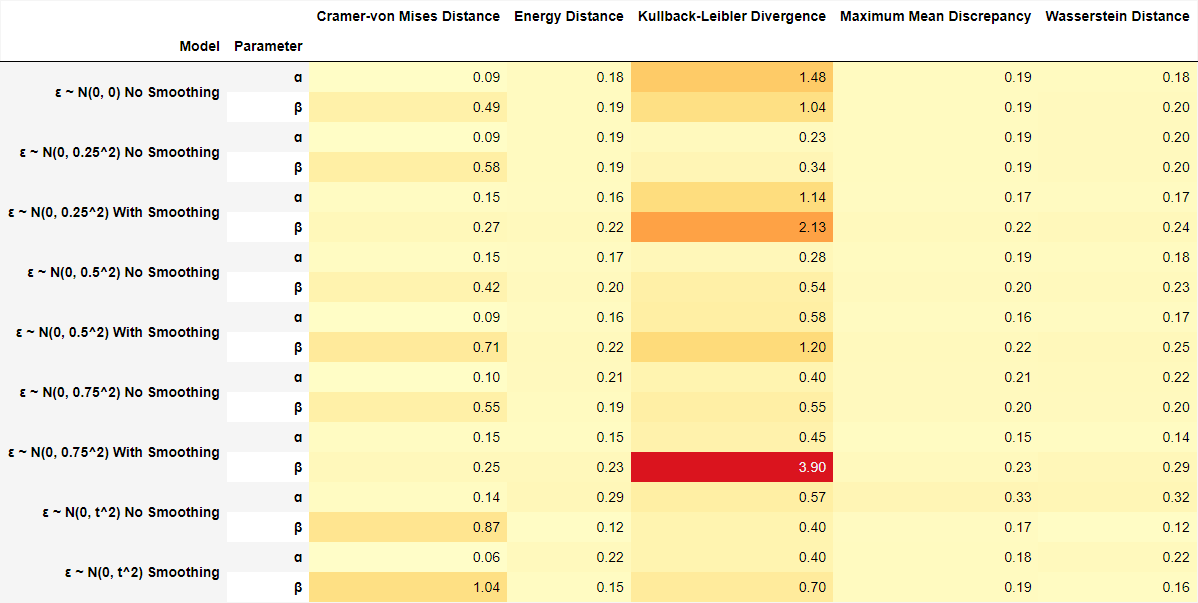 Cramer-von Mises Distance Energy Distance Kullback-Leibler Divergence Maximum Mean Discrepancy Wasserstein Distance
Model Parameter
ε ~ N(0, 0) No Smoothing α 0.09 0.18 1.48 0.19 0.18
β 0.49 0.19 1.04 0.19 0.20
ε ~ N(0, 0.25^2) No Smoothing α 0.09 0.19 0.23 0.19 0.20
β 0.58 0.19 0.34 0.19 0.20
ε ~ N(0, 0.25^2) With Smoothing α 0.15 0.16 1.14 0.17 0.17
β 0.27 0.22 2.13 0.22 0.24
ε ~ N(0, 0.5^2) No Smoothing α 0.15 0.17 0.28 0.19 0.18
β 0.42 0.20 0.54 0.20 0.23
ε ~ N(0, 0.5^2) With Smoothing α 0.09 0.16 0.58 0.16 0.17
β 0.71 0.22 1.20 0.22 0.25
ε ~ N(0, 0.75^2) No Smoothing α 0.10 0.21 0.40 0.21 0.22
β 0.55 0.19 0.55 0.20 0.20
ε ~ N(0, 0.75^2) With Smoothing α 0.15 0.15 0.45 0.15 0.14
β 0.25 0.23 3.90 0.23 0.29
ε ~ N(0, t^2) No Smoothing α 0.14 0.29 0.57 0.33 0.32
β 0.87 0.12 0.40 0.17 0.12
ε ~ N(0, t^2) Smoothing α 0.06 0.22 0.40 0.18 0.22
β 1.04 0.15 0.70 0.19 0.16